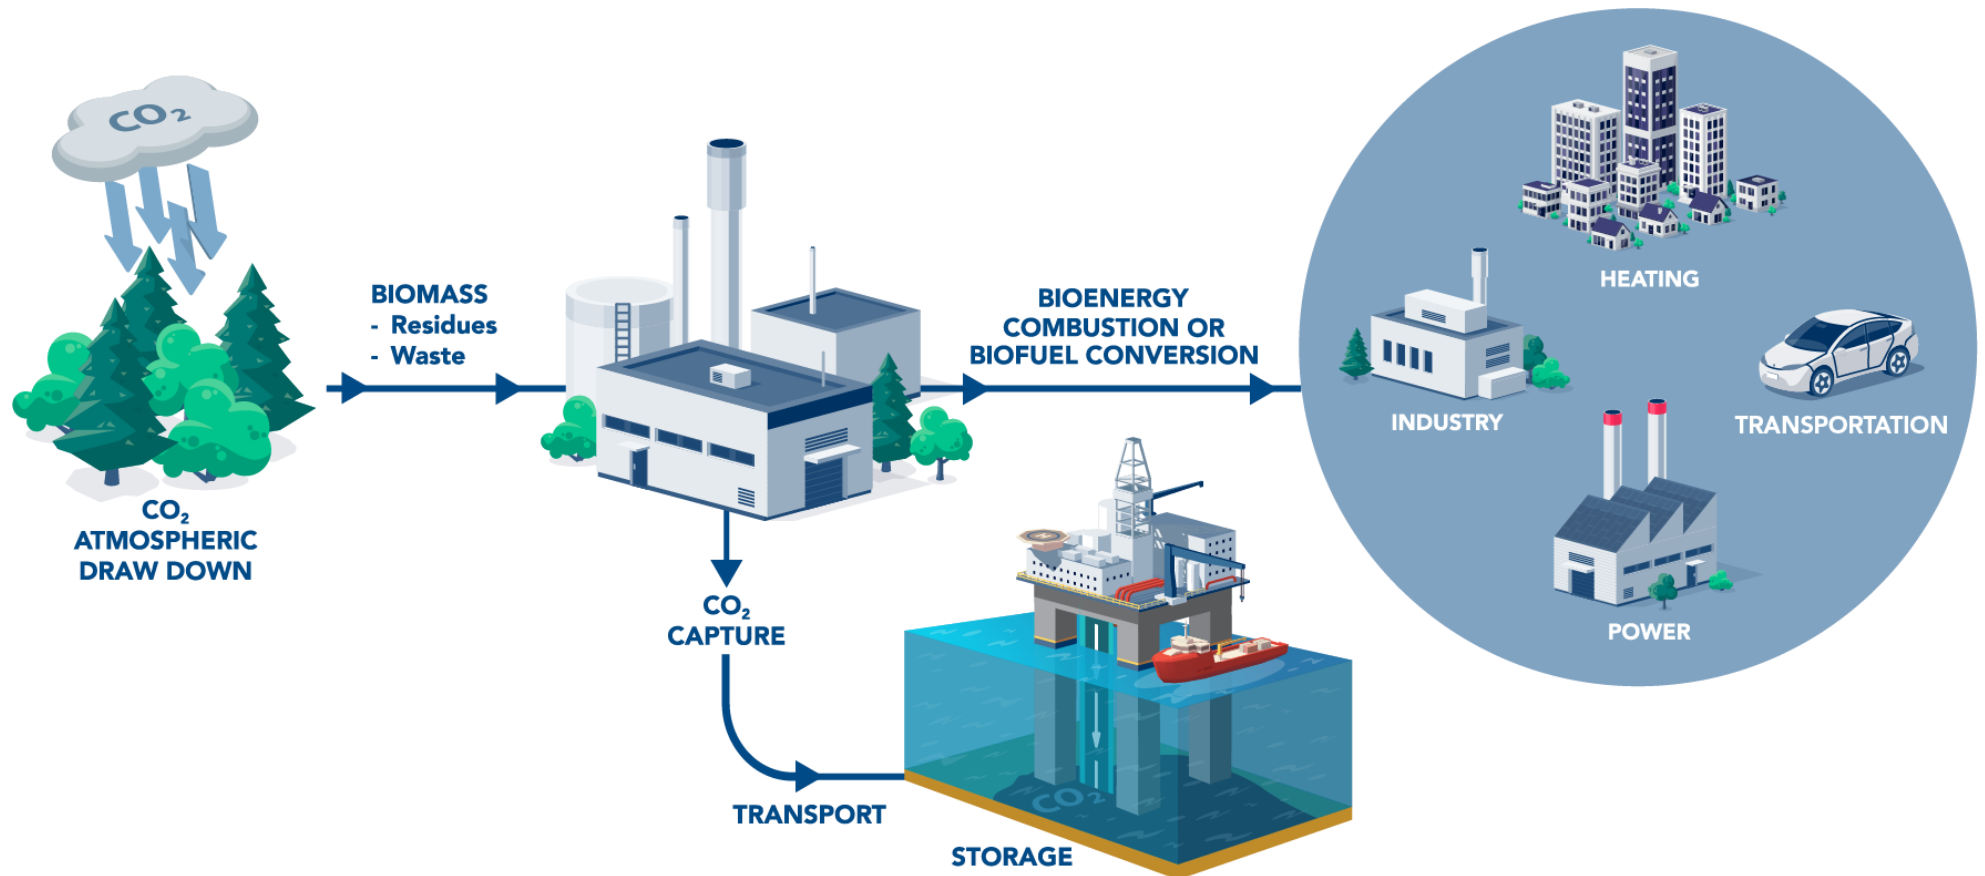 CO₂
CO₂
ATMOSPHERIC
DRAW DOWN
BIOMASS
- Residues
- Waste
BIOENERGY
COMBUSTION OR
BIOFUEL CONVERSION
HEATING
INDUSTRY
TRANSPORTATION
POWER
CO₂
CAPTURE
TRANSPORT
H
CO₂
STORAGE